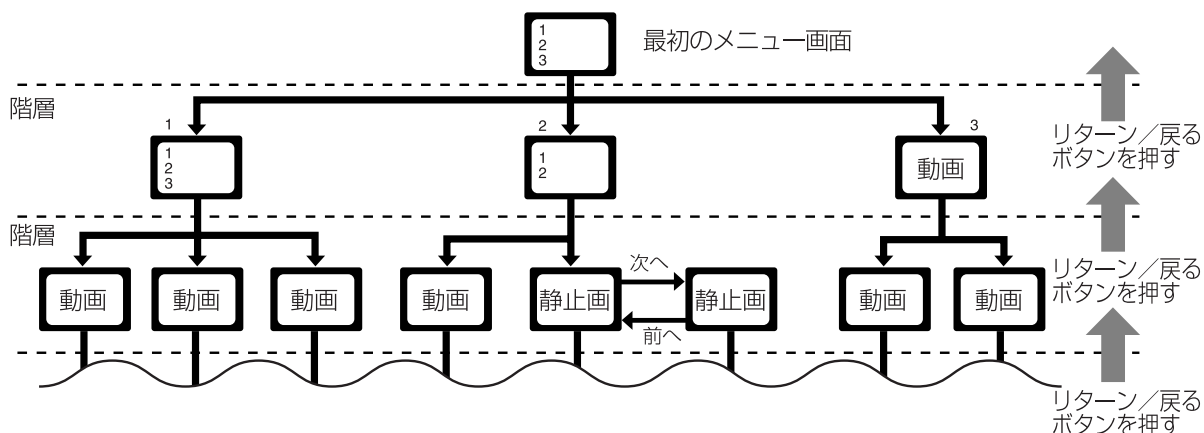 1
2
3
最初のメニュー画面
階層
リターン／戻る
ボタンを押す
1
2
3
1
2
3
1
2
動画
階層
リターン／戻る
ボタンを押す
動画
動画
動画
動画
静止画
次へ
前へ
静止画
動画
動画
リターン／戻る
ボタンを押す